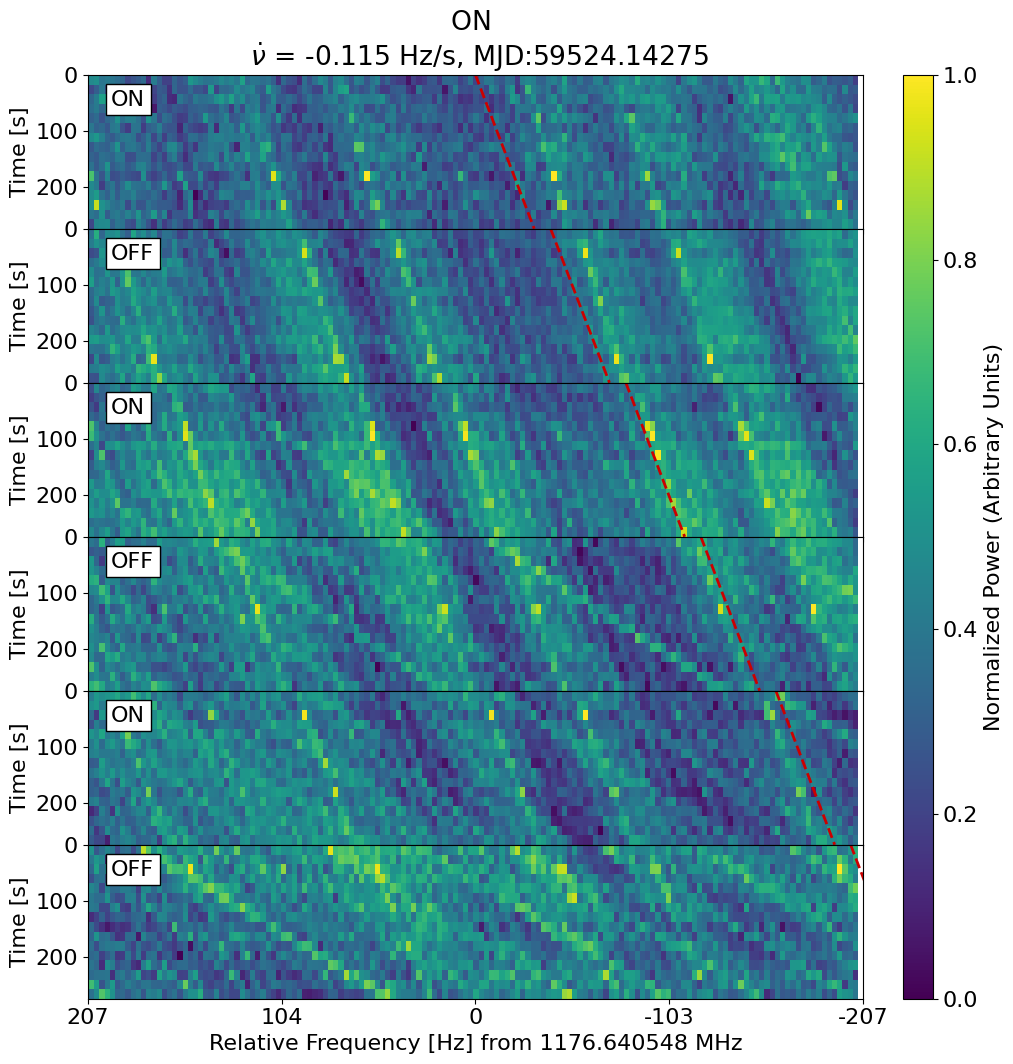 ON
ν̇ = -0.115 Hz/s, MJD:59524.14275
0
100
200
Time [s]
ON
0
100
200
Time [s]
OFF
0
100
200
Time [s]
ON
0
100
200
Time [s]
OFF
0
100
200
Time [s]
ON
0
100
200
Time [s]
OFF
207 104 0 -103 -207
Relative Frequency [Hz] from 1176.640548 MHz
1.0
0.8
0.6
0.4
0.2
0.0
Normalized Power (Arbitrary Units)